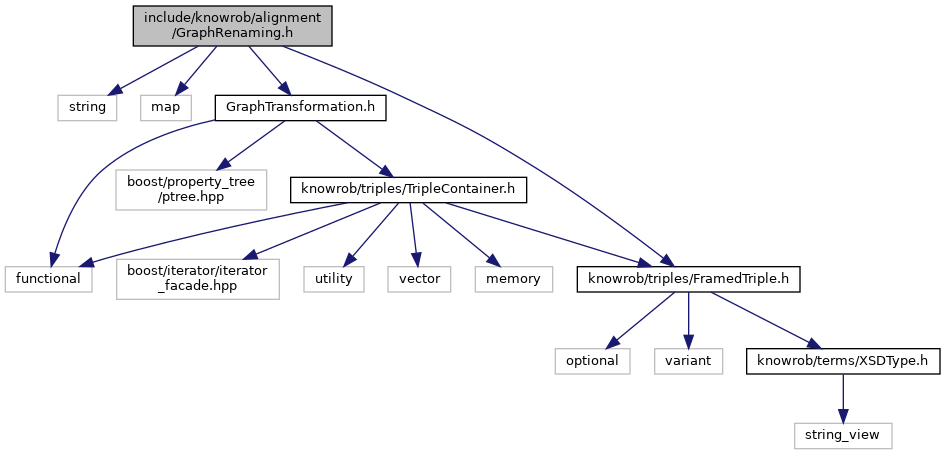 include/knowrob/alignment
/GraphRenaming.h
string
map
GraphTransformation.h
boost/property_tree
/ptree.hpp
knowrob/triples/TripleContainer.h
functional
boost/iterator/iterator
_facade.hpp
utility
vector
memory
knowrob/triples/FramedTriple.h
optional
variant
knowrob/terms/XSDType.h
string_view